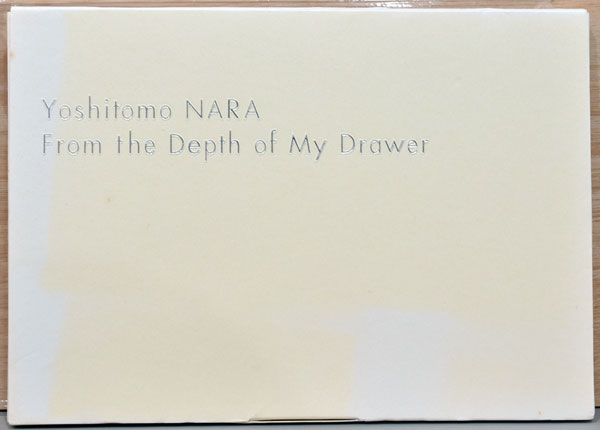 Yoshitomo NARA
From the Depth of My Drawer